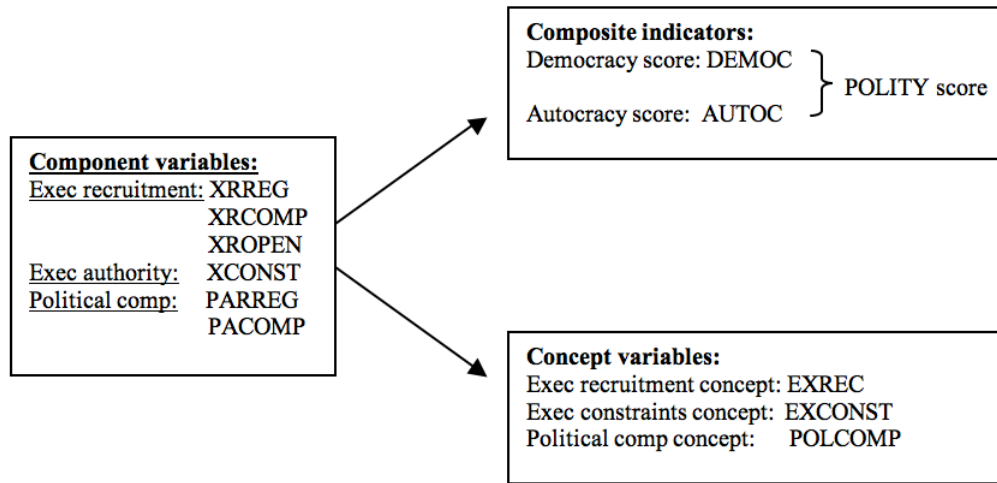 Component variables:
Exec recruitment: XRREG
XRCOMP
XROPEN
Exec authority: XCONST
Political comp: PARREG
PACOMP
Composite indicators:
Democracy score: DEMOC
POLITY score
Autocracy score: AUTOC
Concept variables:
Exec recruitment concept: EXREC
Exec constraints concept: EXCONST
Political comp concept: POLCOMP